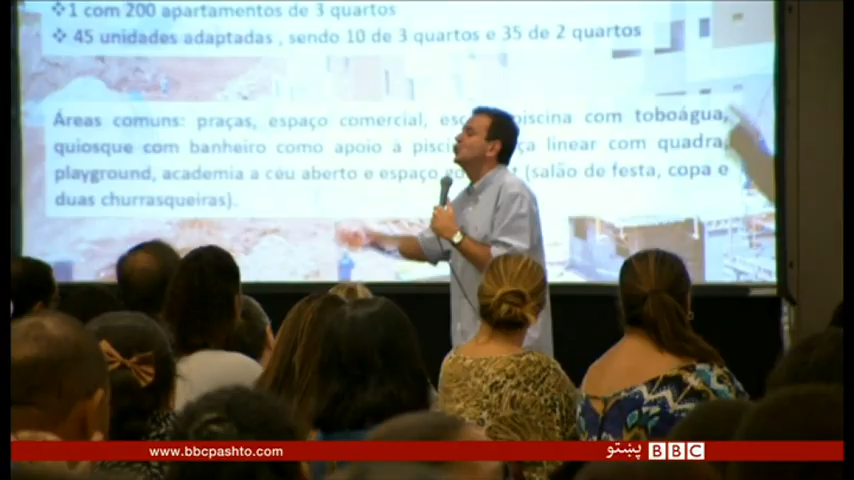 ❖ 1 com 200 apartamentos de 3 quartos
❖ 45 unidades adaptadas , sendo 10 de 3 quartos e 35 de 2 quartos
Áreas comuns: praças, espaço comercial, piscina com toboágua,
quiosque com banheiro como apoio à linear com quadra,
playground, academia a céu aberto e espaço (salão de festa, copa e
duas churrasqueiras).
www.bbcpashto.com
پښتو BBC